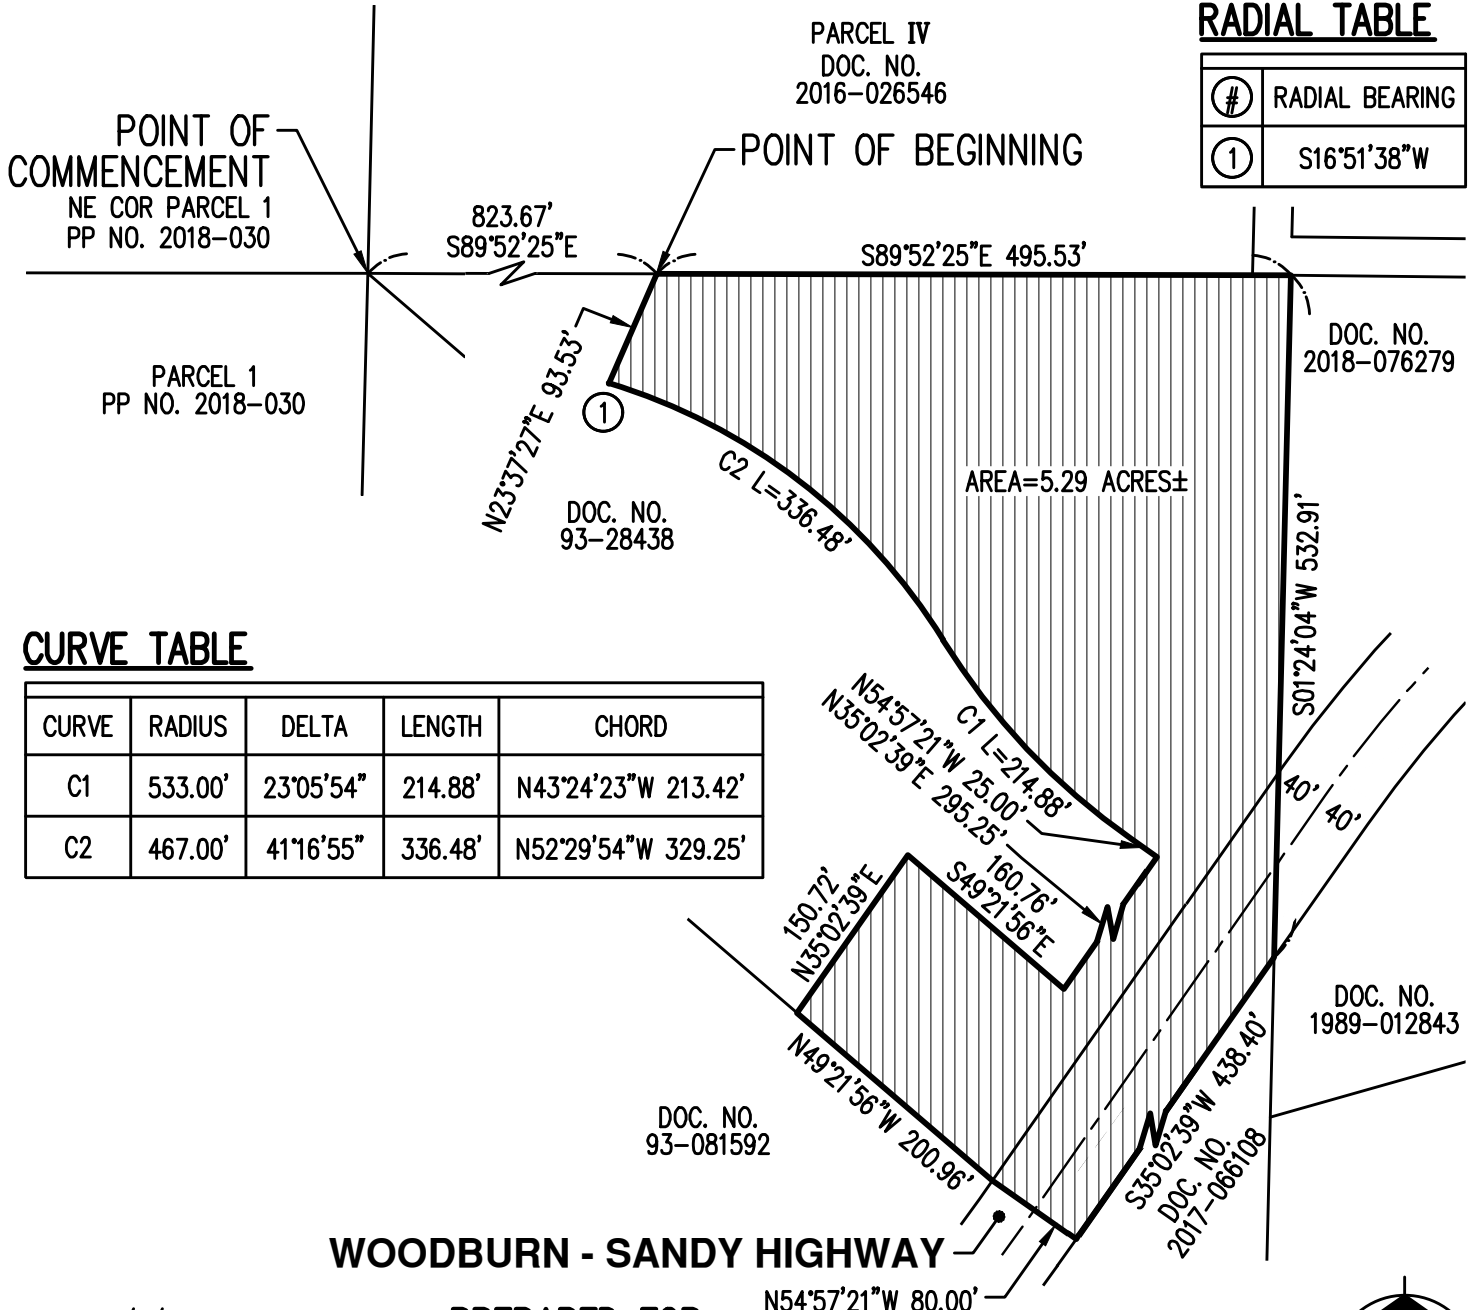 RADIAL TABLE
# RADIAL BEARING
1 S16°51'38"W
PARCEL IV
DOC. NO.
2016-026546
POINT OF
COMMENCEMENT
NE COR PARCEL 1
PP NO. 2018-030
POINT OF BEGINNING
823.67'
S89°52'25"E
S89°52'25"E 495.53'
DOC. NO.
2018-076279
PARCEL 1
PP NO. 2018-030
N23°37'27"E 93.53'
1
C2 L=336.48'
AREA=5.29 ACRES±
DOC. NO.
93-28438
S01°24'04"W 532.91'
CURVE TABLE
CURVE RADIUS DELTA LENGTH CHORD
C1 533.00' 23°05'54" 214.88' N43°24'23"W 213.42'
C2 467.00' 41°16'55" 336.48' N52°29'54"W 329.25'
C1 L=214.88'
N54°57'21"W 25.00'
N35°02'39"E 295.25'
40'
40'
160.76'
S49°21'56"E
150.72'
N35°02'39"E
DOC. NO.
1989-012843
N49°21'56"W 200.96'
S35°02'39"W 438.40'
DOC. NO.
2017-066108
DOC. NO.
93-081592
WOODBURN - SANDY HIGHWAY
N54°57'21"W 80.00'
PREPARED FOR